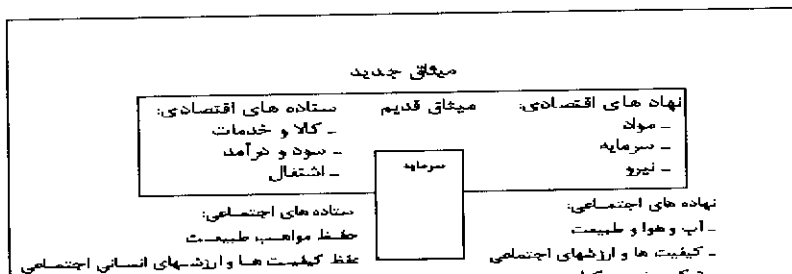 میثاق جدید
نهاد های اقتصادی: میثاق قدیم ستاده های اقتصادی:
- مواد
- سرمایه
- نیرو
- کالا و خدمات
- سود و درآمد
- اشتغال
سرمایه
نهاده های اجتماعی:
- آب و هوا و طبیعت
- کیفیت ها و ارزشهای اجتماعی
ستاده های اجتماعی:
حفظ مواهب طبیعت
حفظ کیفیت ها و ارزشهای انسانی اجتماعی